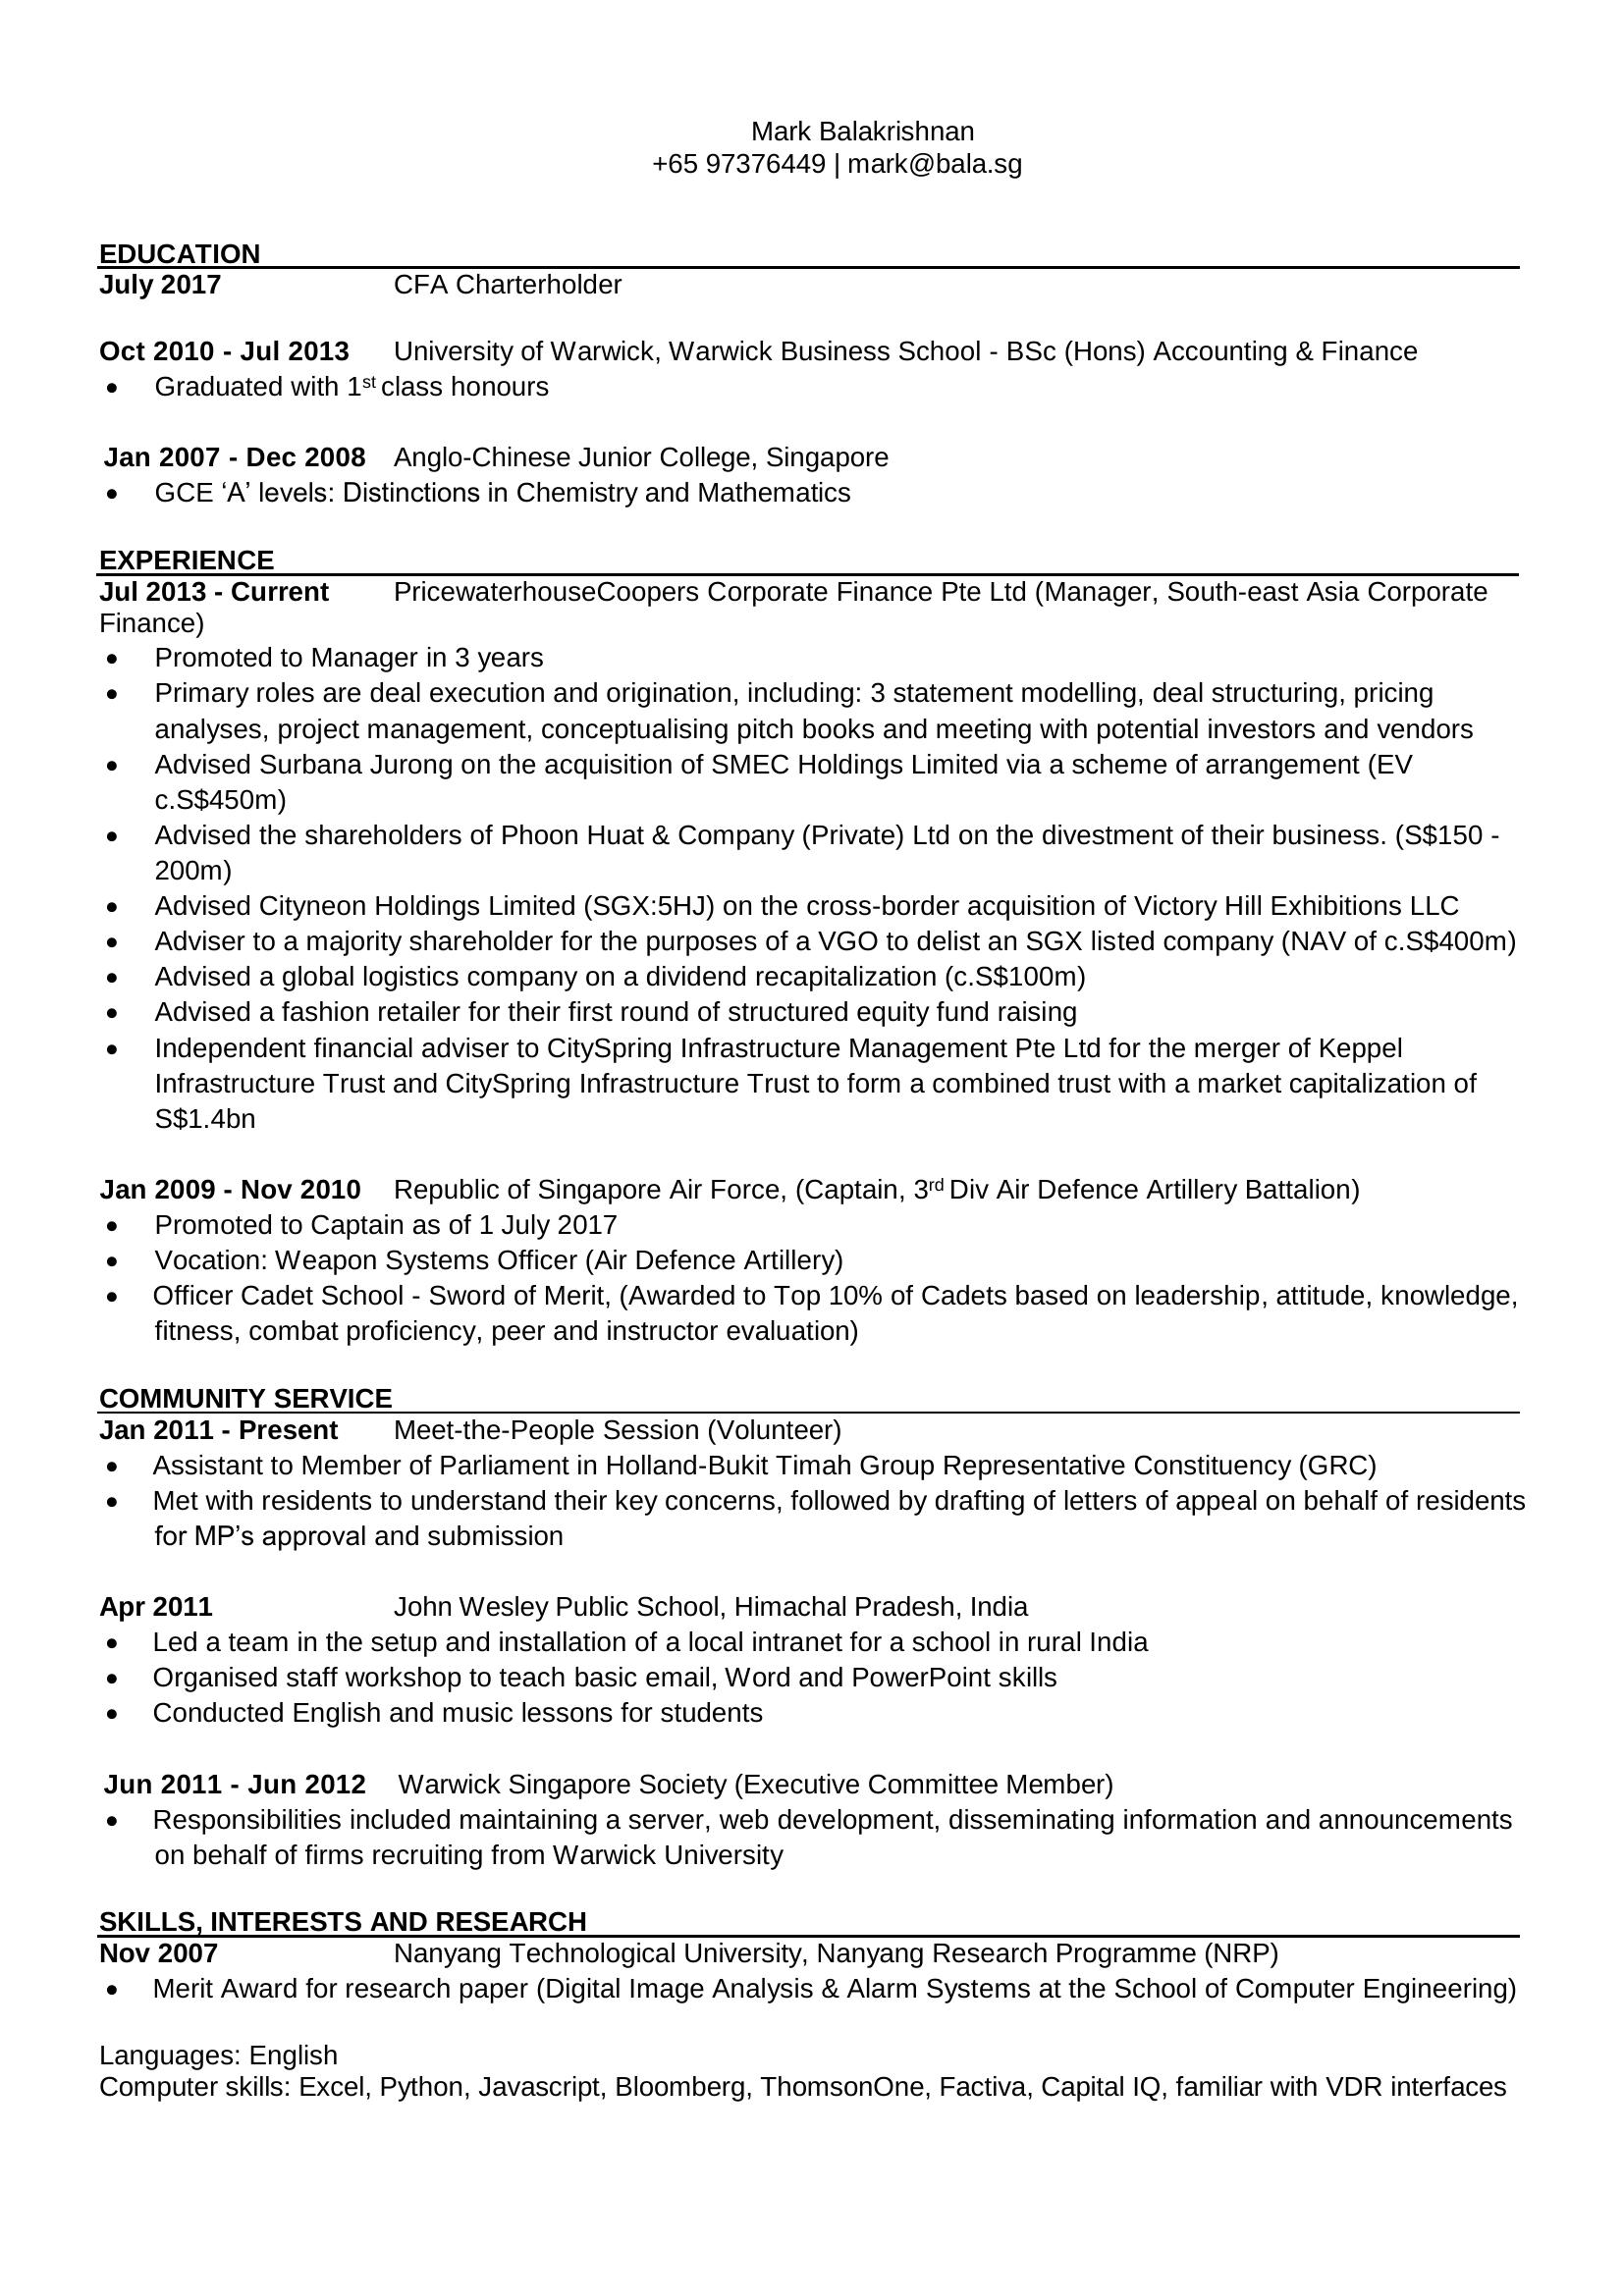 Mark Balakrishnan
+65 97376449 | mark@bala.sg
EDUCATION
July 2017 CFA Charterholder
Oct 2010 - Jul 2013 University of Warwick, Warwick Business School - BSc (Hons) Accounting & Finance
• Graduated with 1st class honours
Jan 2007 - Dec 2008 Anglo-Chinese Junior College, Singapore
• GCE ‘A’ levels: Distinctions in Chemistry and Mathematics
EXPERIENCE
Jul 2013 - Current PricewaterhouseCoopers Corporate Finance Pte Ltd (Manager, South-east Asia Corporate
Finance)
• Promoted to Manager in 3 years
• Primary roles are deal execution and origination, including: 3 statement modelling, deal structuring, pricing
analyses, project management, conceptualising pitch books and meeting with potential investors and vendors
• Advised Surbana Jurong on the acquisition of SMEC Holdings Limited via a scheme of arrangement (EV
c.S$450m)
• Advised the shareholders of Phoon Huat & Company (Private) Ltd on the divestment of their business. (S$150 -
200m)
• Advised Cityneon Holdings Limited (SGX:5HJ) on the cross-border acquisition of Victory Hill Exhibitions LLC
• Adviser to a majority shareholder for the purposes of a VGO to delist an SGX listed company (NAV of c.S$400m)
• Advised a global logistics company on a dividend recapitalization (c.S$100m)
• Advised a fashion retailer for their first round of structured equity fund raising
• Independent financial adviser to CitySpring Infrastructure Management Pte Ltd for the merger of Keppel
Infrastructure Trust and CitySpring Infrastructure Trust to form a combined trust with a market capitalization of
S$1.4bn
Jan 2009 - Nov 2010 Republic of Singapore Air Force, (Captain, 3rd Div Air Defence Artillery Battalion)
• Promoted to Captain as of 1 July 2017
• Vocation: Weapon Systems Officer (Air Defence Artillery)
• Officer Cadet School - Sword of Merit, (Awarded to Top 10% of Cadets based on leadership, attitude, knowledge,
fitness, combat proficiency, peer and instructor evaluation)
COMMUNITY SERVICE
Jan 2011 - Present Meet-the-People Session (Volunteer)
• Assistant to Member of Parliament in Holland-Bukit Timah Group Representative Constituency (GRC)
• Met with residents to understand their key concerns, followed by drafting of letters of appeal on behalf of residents
for MP’s approval and submission
Apr 2011 John Wesley Public School, Himachal Pradesh, India
• Led a team in the setup and installation of a local intranet for a school in rural India
• Organised staff workshop to teach basic email, Word and PowerPoint skills
• Conducted English and music lessons for students
Jun 2011 - Jun 2012 Warwick Singapore Society (Executive Committee Member)
• Responsibilities included maintaining a server, web development, disseminating information and announcements
on behalf of firms recruiting from Warwick University
SKILLS, INTERESTS AND RESEARCH
Nov 2007 Nanyang Technological University, Nanyang Research Programme (NRP)
• Merit Award for research paper (Digital Image Analysis & Alarm Systems at the School of Computer Engineering)
Languages: English
Computer skills: Excel, Python, Javascript, Bloomberg, ThomsonOne, Factiva, Capital IQ, familiar with VDR interfaces